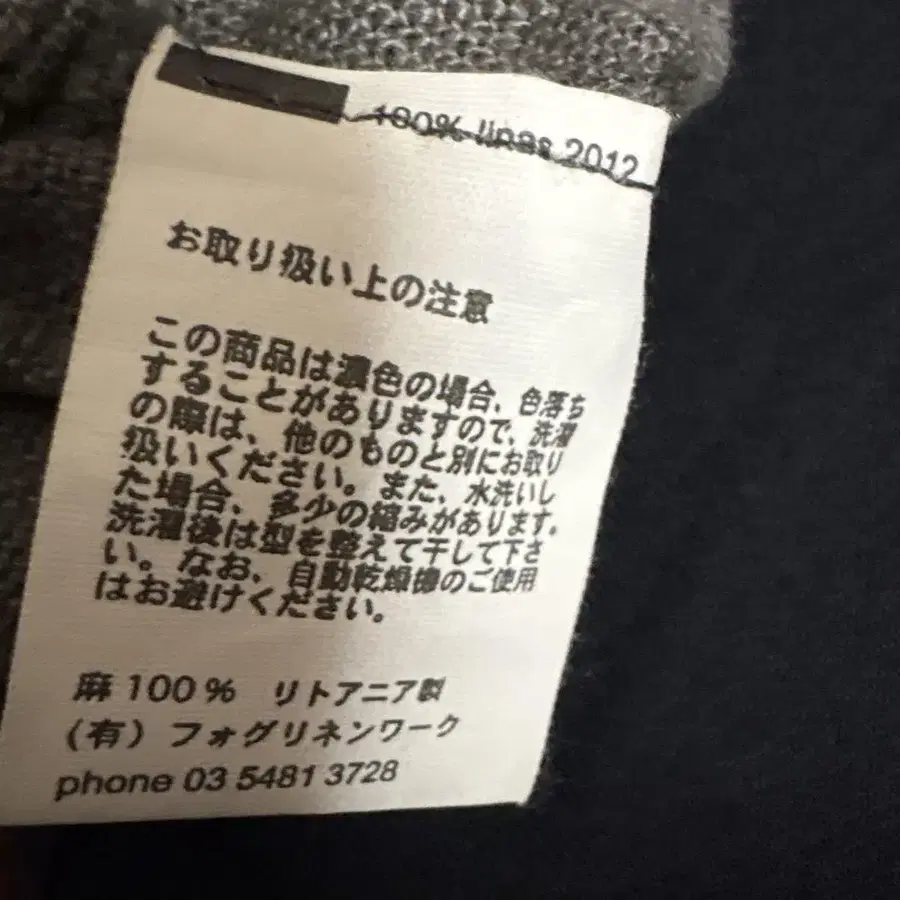 100% linas 2012
お取り扱い上の注意
この商品は濃色の場合、色落ち
することがありますので、洗濯
の際は、他のものと別にお取り
扱いください。また、水洗いし
た場合、多少の縮みがあります。
洗濯後は型を整えて干して下さ
い。なお、自動乾燥機のご使用
はお避けください。
麻 100 % リトアニア製
(有) フォグリネンワーク
phone 03 5481 3728